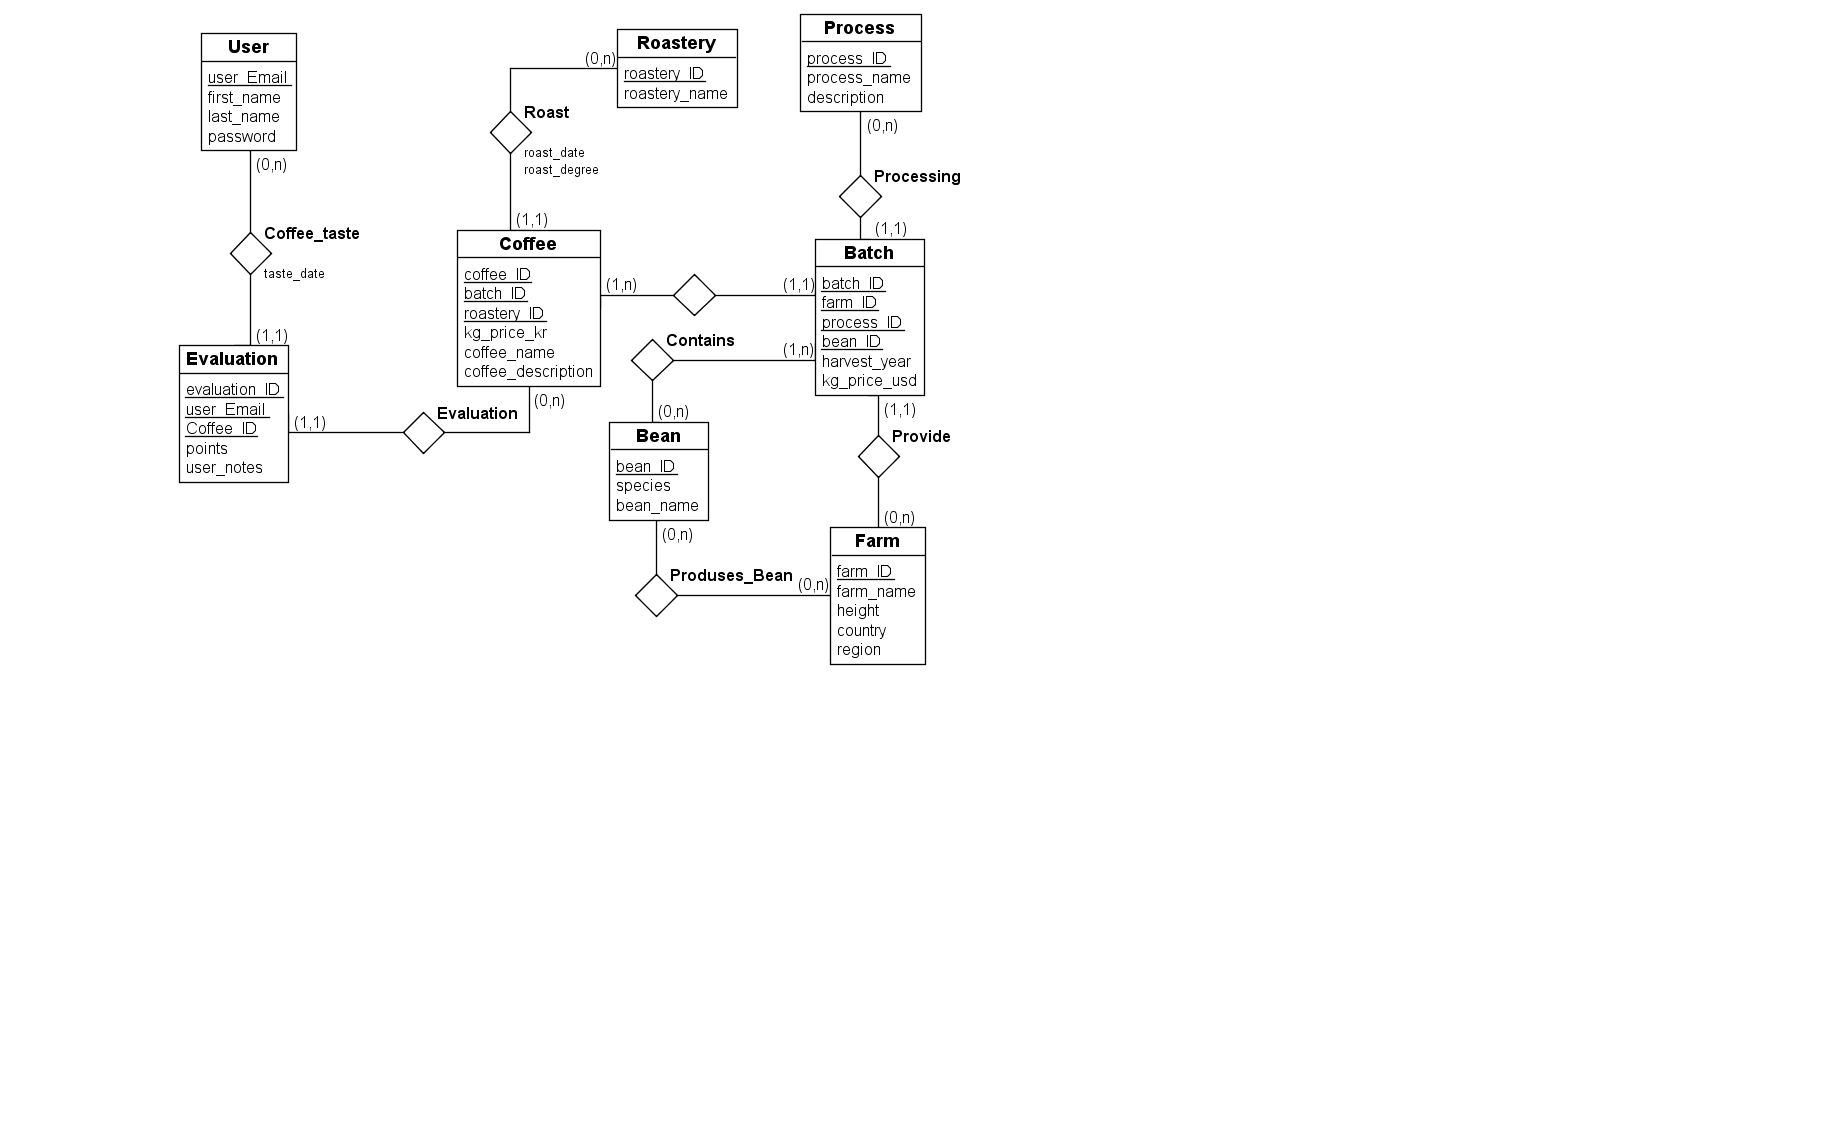 User
user_Email
first_name
last_name
password
(0,n)
Coffee_taste
taste_date
(1,1)
Evaluation
evaluation_ID
user_Email
Coffee_ID
points
user_notes
(1,1)
Evaluation
(0,n)
Roastery
roastery_ID
roastery_name
(0,n)
Roast
roast_date
roast_degree
(1,1)
Coffee
coffee_ID
batch_ID
roastery_ID
kg_price_kr
coffee_name
coffee_description
(1,n)
(1,1)
Process
process_ID
process_name
description
(0,n)
Processing
(1,1)
Batch
batch_ID
farm_ID
process_ID
bean_ID
harvest_year
kg_price_usd
Contains
(1,n)
(0,n)
Bean
bean_ID
species
bean_name
(0,n)
Produses_Bean
(0,n)
(1,1)
Provide
(0,n)
Farm
farm_ID
farm_name
height
country
region